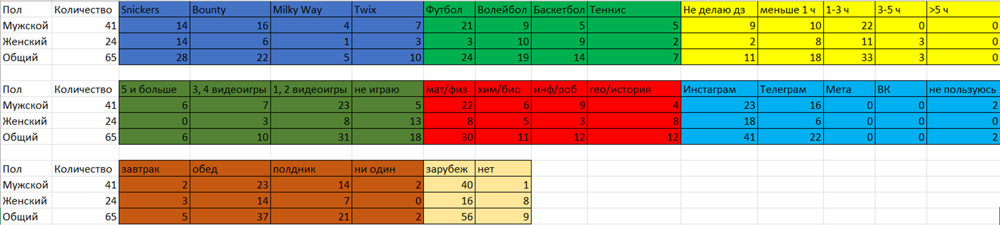 Пол Количество Snickers Bounty Milky Way Twix Футбол Волейбол Баскетбол Теннис Не делаю дз меньше 1 ч 1-3 ч 3-5 ч >5 ч
Мужской 41 14 16 4 7 21 9 5 5 9 10 22 0 0
Женский 24 14 6 1 3 3 10 9 2 2 8 11 3 0
Общий 65 28 22 5 10 24 19 14 7 11 18 33 3 0
Пол Количество 5 и больше 3, 4 видеоигры 1, 2 видеоигры не играю мат/физ хим/био инф/роб гео/история Инстаграм Телеграм Мета ВК не пользуюсь
Мужской 41 6 7 23 5 22 6 9 4 23 16 0 0 2
Женский 24 0 3 8 13 8 5 3 8 18 6 0 0 0
Общий 65 6 10 31 18 30 11 12 12 41 22 0 0 2
Пол Количество завтрак обед полдник ни один зарубеж нет
Мужской 41 2 23 14 2 40 1
Женский 24 3 14 7 0 16 8
Общий 65 5 37 21 2 56 9